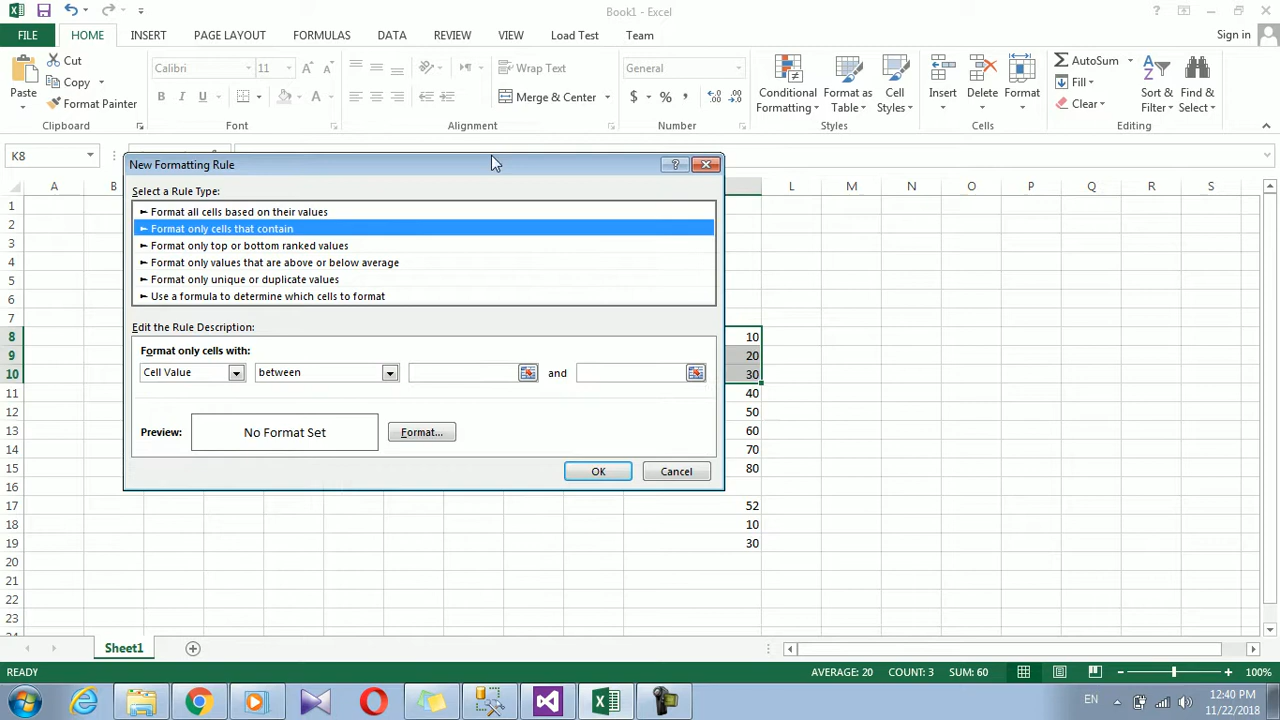 Book1 - Excel
FILE HOME INSERT PAGE LAYOUT FORMULAS DATA REVIEW VIEW Load Test Team Sign in
Cut
Copy
Format Painter
Paste
Clipboard
Calibri 11
B I U
Font
Wrap Text
Merge & Center
Alignment
General
$ % ,
Number
Conditional Formatting
Format as Table
Cell Styles
Styles
Insert Delete Format
Cells
AutoSum
Fill
Clear
Sort & Filter
Find & Select
Editing
K8
A B L M N O P Q R S
New Formatting Rule
Select a Rule Type:
► Format all cells based on their values
► Format only cells that contain
► Format only top or bottom ranked values
► Format only values that are above or below average
► Format only unique or duplicate values
► Use a formula to determine which cells to format
Edit the Rule Description:
Format only cells with:
Cell Value between and
Preview: No Format Set Format...
OK Cancel
1
2
3
4
5
6
7
8 10
9 20
10 30
11 40
12 50
13 60
14 70
15 80
16
17 52
18 10
19 30
20
21
22
23
Sheet1
READY AVERAGE: 20 COUNT: 3 SUM: 60 100%
EN 12:40 PM
11/22/2018